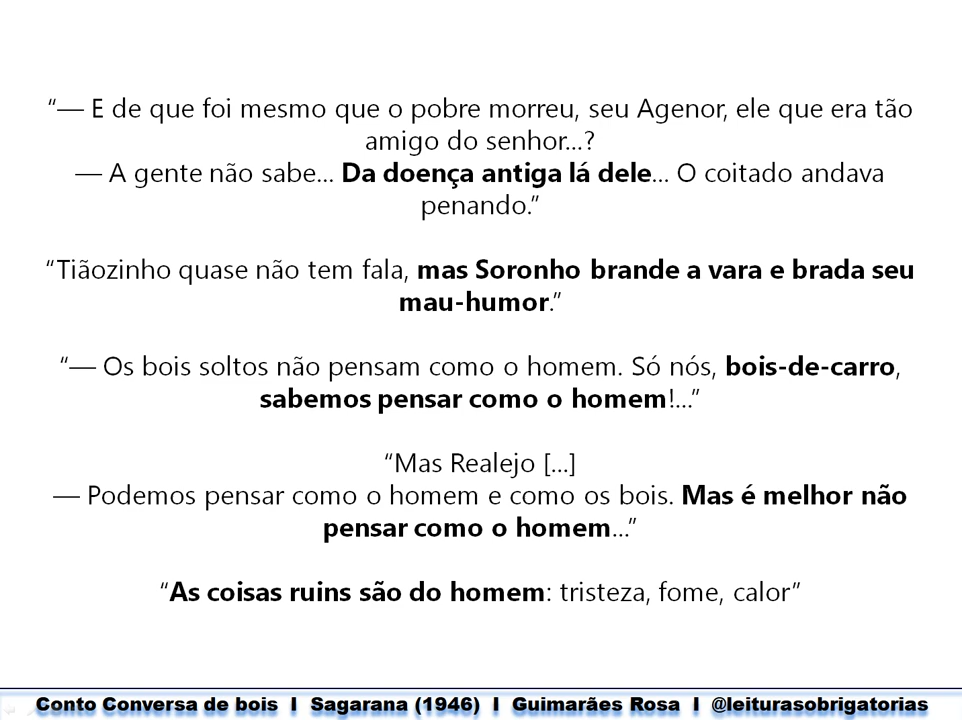 “— E de que foi mesmo que o pobre morreu, seu Agenor, ele que era tão
amigo do senhor...?
— A gente não sabe... Da doença antiga lá dele... O coitado andava
penando.”
“Tiãozinho quase não tem fala, mas Soronho brande a vara e brada seu
mau-humor.”
“— Os bois soltos não pensam como o homem. Só nós, bois-de-carro,
sabemos pensar como o homem!...”
“Mas Realejo [...]
— Podemos pensar como o homem e como os bois. Mas é melhor não
pensar como o homem...”
“As coisas ruins são do homem: tristeza, fome, calor”
Conto Conversa de bois I Sagarana (1946) I Guimarães Rosa I @leiturasobrigatorias